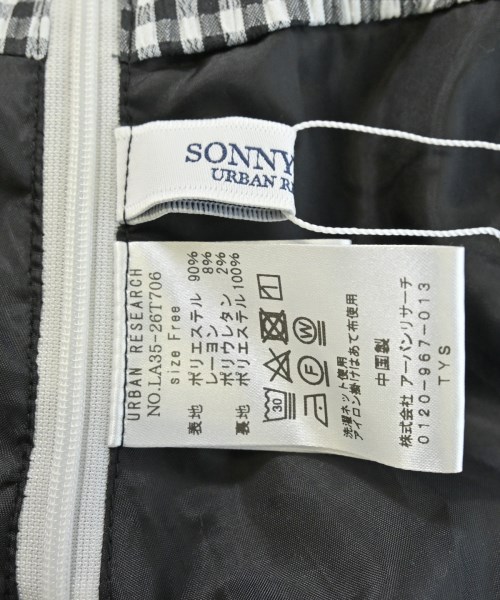 SONNY
URBAN RE
URBAN RESEARCH
NO.LA35-26T706
size Free
表地 ポリエステル 90%
レーヨン 8%
ポリウレタン 2%
裏地 ポリエステル 100%
30
F W
洗濯ネット使用
アイロン掛けはあて布使用
中国製
株式会社 アーバンリサーチ
0120-967-013
TYS